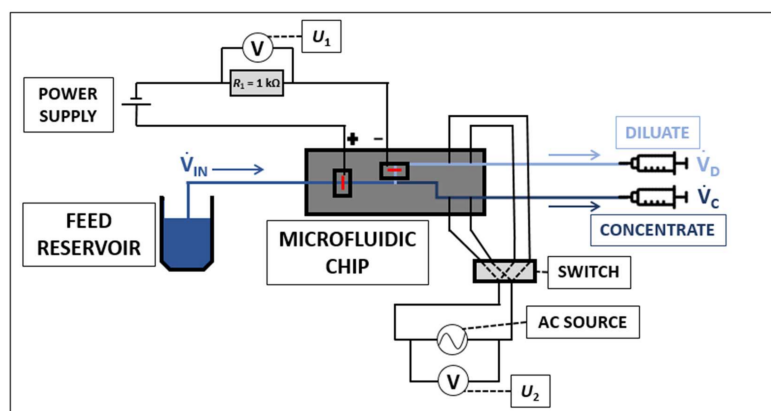 V
U₁
R₁ = 1 kΩ
POWER
SUPPLY
+
−
V̇IN
DILUATE
V̇D
V̇C
CONCENTRATE
FEED
RESERVOIR
MICROFLUIDIC
CHIP
SWITCH
AC SOURCE
V
U₂